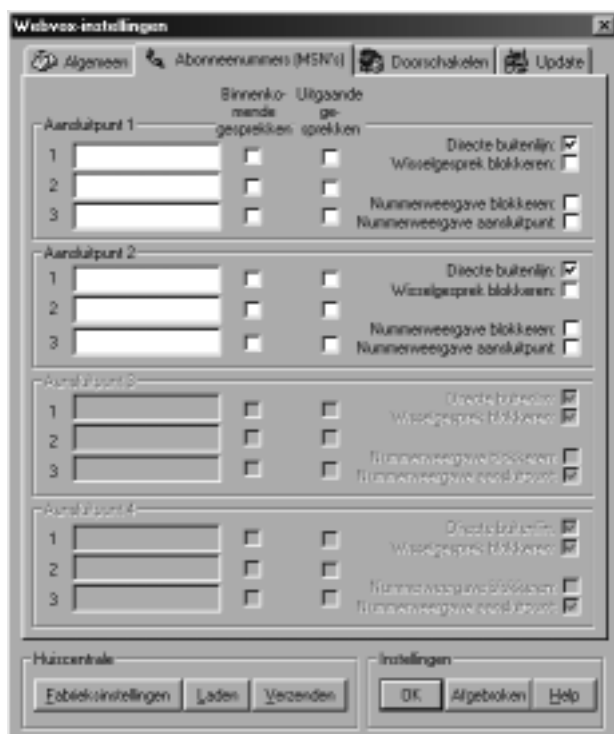 Webvox-instellingen
Algemeen Abonneenummers (MSN's) Doorschakelen Update
Binnenko- Uitgaande
mende ge-
gesprekken sprekken
Aansluitpunt 1
Directe buitenlijn:
1
Wisselgesprek blokkeren:
2
Nummerweergave blokkeren:
3
Nummerweergave aansluitpunt
Aansluitpunt 2
Directe buitenlijn:
1
Wisselgesprek blokkeren:
2
Nummerweergave blokkeren:
3
Nummerweergave aansluitpunt
Aansluitpunt 3
Directe buitenlijn:
1
Wisselgesprek blokkeren:
2
Nummerweergave blokkeren:
3
Nummerweergave aansluitpunt
Aansluitpunt 4
Directe buitenlijn:
1
Wisselgesprek blokkeren:
2
Nummerweergave blokkeren:
3
Nummerweergave aansluitpunt
Huiscentrale Instellingen
Fabrieksinstellingen Laden Verzenden OK Afgebroken Help